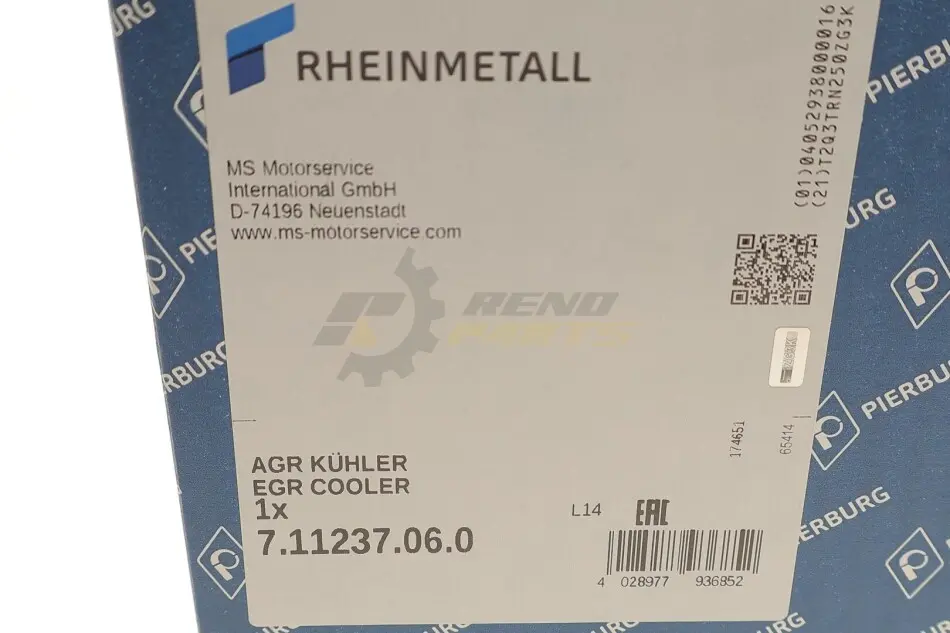 RHEINMETALL
MS Motorservice
International GmbH
D-74196 Neuenstadt
www.ms-motorservice.com
(01)04052938000016
(21)T2Q3TRN250ZG3K
RENO
PARTS
174651
65414
AGR KÜHLER
EGR COOLER
1x
7.11237.06.0
L14
EAC
4 028977 936852
PIERBURG
PIERBURG
PIERBURG
PIERBURG
PIERBURG